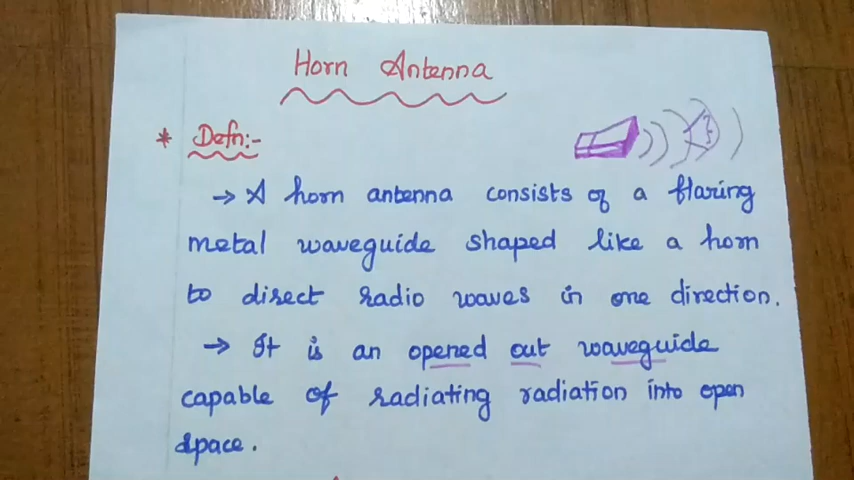 Horn Antenna
* Defn:-
→ A horn antenna consists of a flaring
metal waveguide shaped like a horn
to direct radio waves in one direction.
→ It is an opened out waveguide
capable of radiating radiation into open
space.